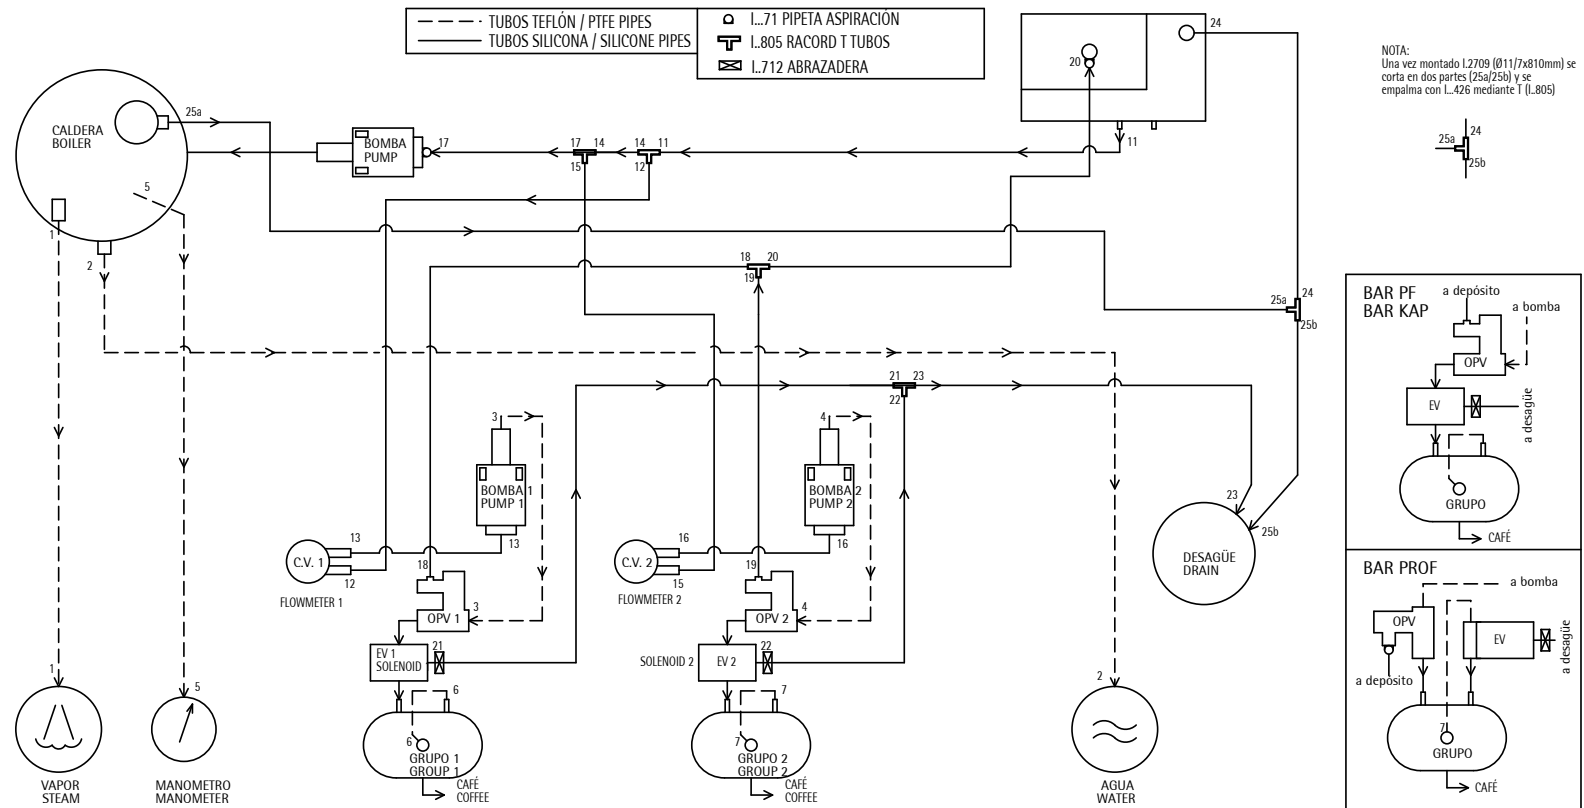 TUBOS TEFLÓN / PTFE PIPES
TUBOS SILICONA / SILICONE PIPES
I...71 PIPETA ASPIRACIÓN
I..805 RACORD T TUBOS
I..712 ABRAZADERA
24
20
11
NOTA:
Una vez montado I.2709 (Ø11/7x810mm) se
corta en dos partes (25a/25b) y se
empalma con I...426 mediante T (I..805)
24
25a
25b
CALDERA
BOILER
25a
5
1
2
BOMBA
PUMP
17
17
14
15
14
11
12
18
20
19
25a
24
25b
21
23
22
3
BOMBA 1
PUMP 1
13
13
C.V. 1
12
FLOWMETER 1
18
OPV 1
3
EV 1
SOLENOID
21
6
6
GRUPO 1
GROUP 1
CAFÉ
COFFEE
4
BOMBA 2
PUMP 2
16
16
C.V. 2
15
FLOWMETER 2
19
OPV 2
4
SOLENOID 2
EV 2
22
7
7
GRUPO 2
GROUP 2
CAFÉ
COFFEE
23
25b
DESAGÜE
DRAIN
1
VAPOR
STEAM
5
MANOMETRO
MANOMETER
2
AGUA
WATER
BAR PF
BAR KAP
a depósito
a bomba
OPV
EV
a desagüe
GRUPO
CAFÉ
BAR PROF
a bomba
OPV
EV
a desagüe
a depósito
7
GRUPO
CAFÉ